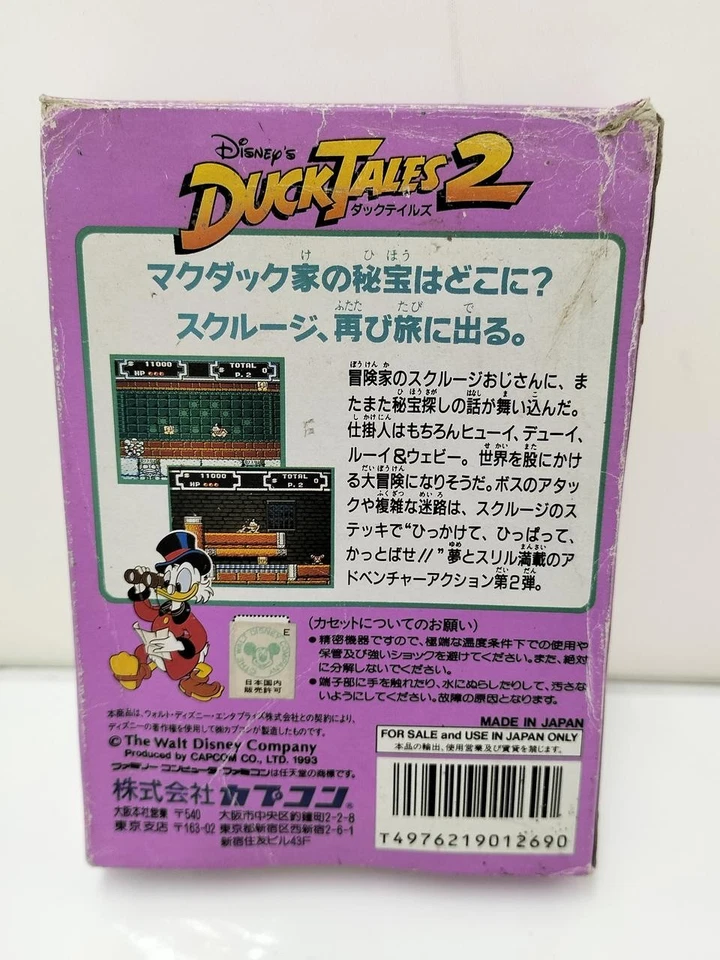 Disney's
DUCKTALES 2
ダックテイルズ
マクダック家の秘宝はどこに?
スクルージ、再び旅に出る。
$ 11000 TOTAL
HP P.2 0
$ 11000 TOTAL
HP P.2 0
冒険家のスクルージおじさんに、ま
たまた秘宝探しの話が舞い込んだ。
仕掛人はもちろんヒューイ、デューイ、
ルーイ&ウェビー。世界を股にかけ
る大冒険になりそうだ。ボスのアタッ
クや複雑な迷路は、スクルージのス
テッキで“ひっかけて、ひっぱって、
かっとばせ!!”夢とスリル満載のア
ドベンチャーアクション第2弾。
(カセットについてのお願い)
●精密機器ですので、極端な温度条件下での使用や
保管及び強いショックを避けてください。また、絶対
に分解しないでください。
●端子部に手を触れたり、水にぬらしたりして、汚さな
いようにしてください。故障の原因となります。
E
日本国内
販売許可
本商品は、ウォルト・ディズニー・エンタプライズ株式会社との契約により、
ディズニーの著作権を使用して㈱カプコンが製造したものです。
© The Walt Disney Company
Produced by CAPCOM CO., LTD. 1993
ファミリーコンピュータ・ファミコンは任天堂の商標です。
株式会社カプコン®
大阪本社営業 〒540 大阪市中央区釣鐘町2-2-8
東京支店 〒163-02 東京都新宿区西新宿2-6-1
新宿住友ビル43F
MADE IN JAPAN
FOR SALE and USE IN JAPAN ONLY
本品の輸出、使用営業及び賃貸を禁じます。
T4976219012690